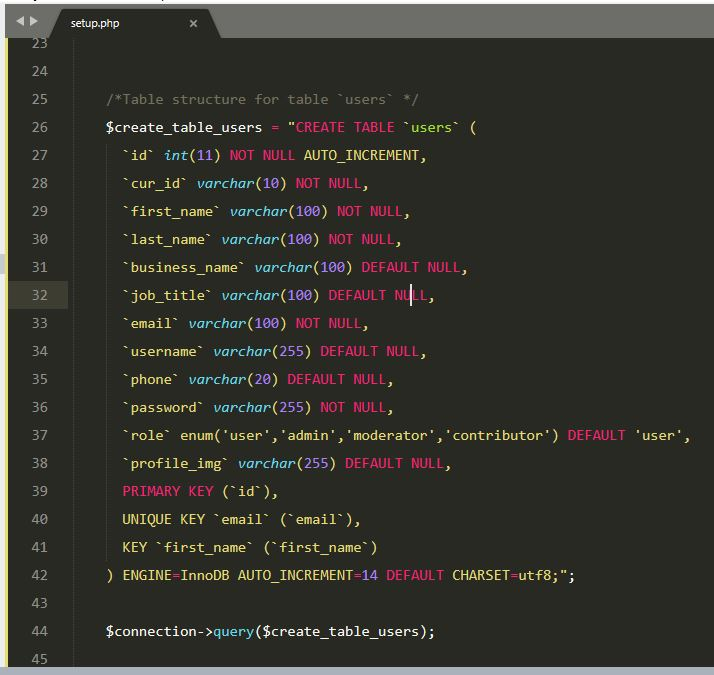 setup.php ×
23
24
25 /*Table structure for table `users` */
26 $create_table_users = "CREATE TABLE `users` (
27 `id` int(11) NOT NULL AUTO_INCREMENT,
28 `cur_id` varchar(10) NOT NULL,
29 `first_name` varchar(100) NOT NULL,
30 `last_name` varchar(100) NOT NULL,
31 `business_name` varchar(100) DEFAULT NULL,
32 `job_title` varchar(100) DEFAULT NULL,
33 `email` varchar(100) NOT NULL,
34 `username` varchar(255) DEFAULT NULL,
35 `phone` varchar(20) DEFAULT NULL,
36 `password` varchar(255) NOT NULL,
37 `role` enum('user','admin','moderator','contributor') DEFAULT 'user',
38 `profile_img` varchar(255) DEFAULT NULL,
39 PRIMARY KEY (`id`),
40 UNIQUE KEY `email` (`email`),
41 KEY `first_name` (`first_name`)
42 ) ENGINE=InnoDB AUTO_INCREMENT=14 DEFAULT CHARSET=utf8;";
43
44 $connection->query($create_table_users);
45